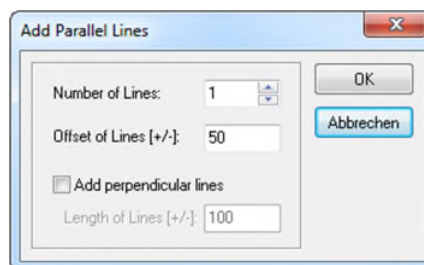 Add Parallel Lines
Number of Lines: 1
OK
Offset of Lines [+/-]: 50
Abbrechen
Add perpendicular lines
Length of Lines [+/-]: 100